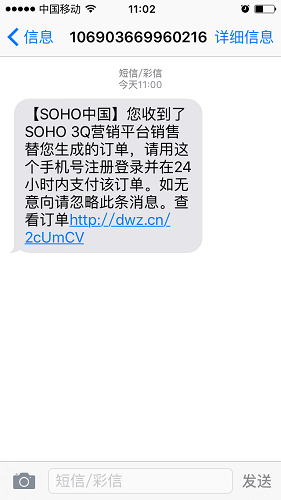 中国移动
11:02
信息
106903669960216
详细信息
短信/彩信
今天11:00
【SOHO中国】您收到了
SOHO 3Q营销平台销售
替您生成的订单，请用这
个手机号注册登录并在24
小时内支付该订单。如无
意向请忽略此条消息。查
看订单http://dwz.cn/
2cUmCV
短信/彩信
发送